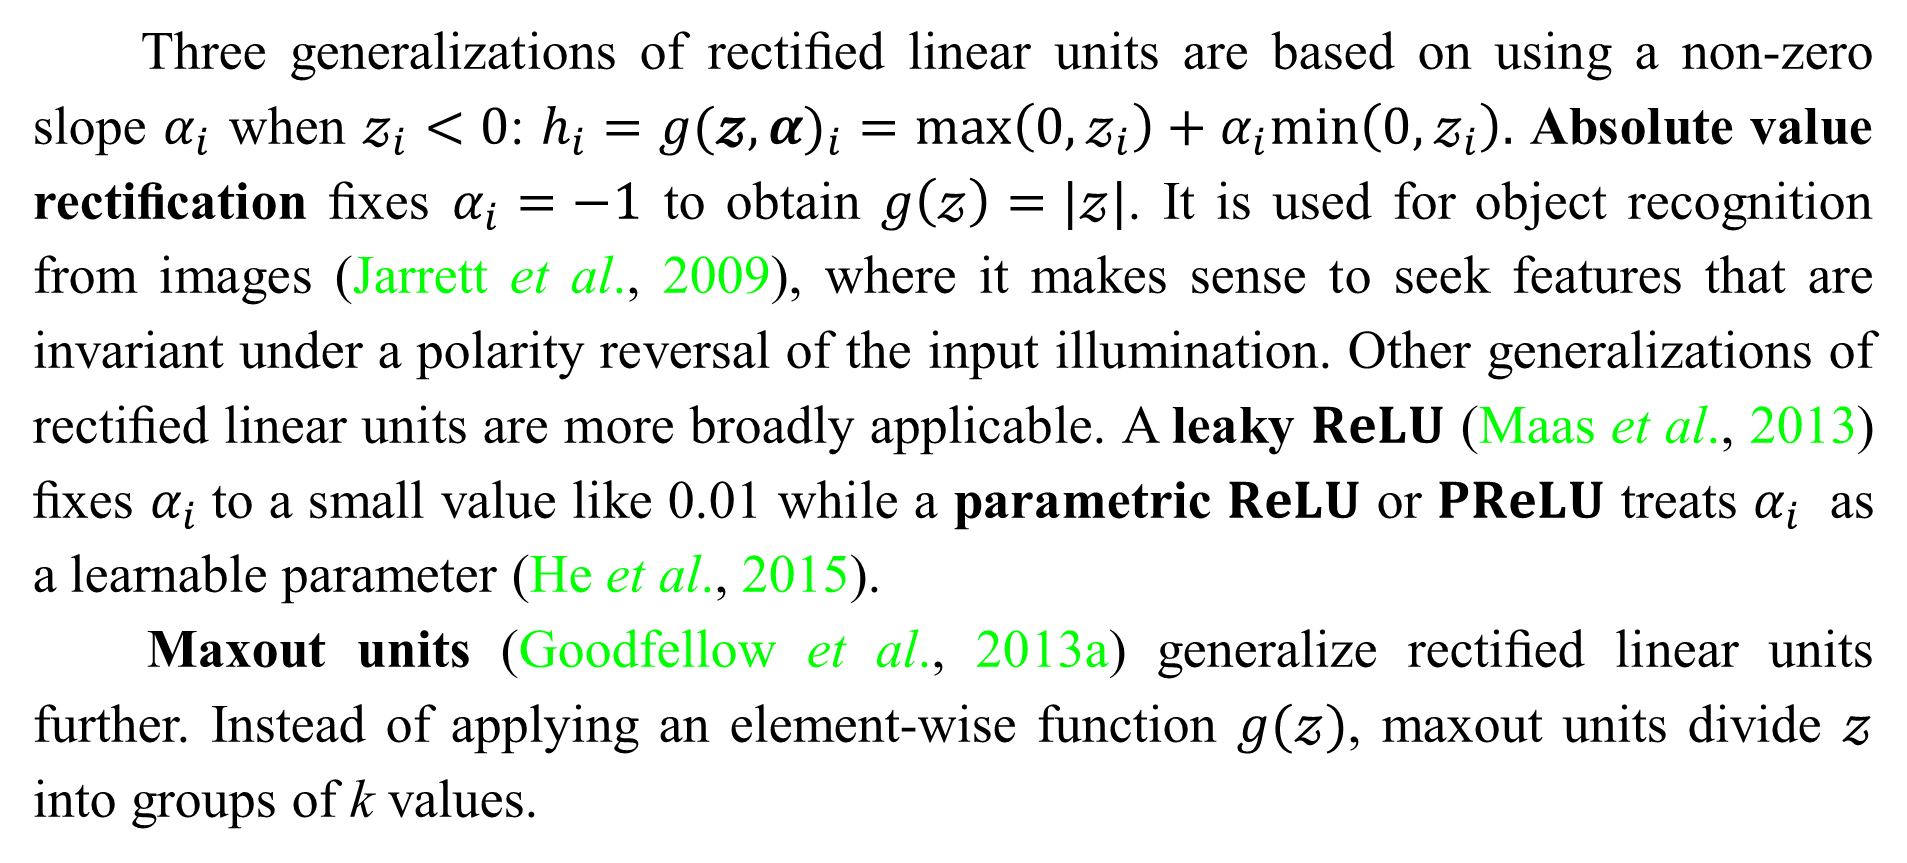 Three generalizations of rectified linear units are based on using a non-zero
slope αᵢ when zᵢ < 0: hᵢ = g(𝒛, 𝜶)ᵢ = max(0, zᵢ) + αᵢmin(0, zᵢ). Absolute value
rectification fixes αᵢ = −1 to obtain g(z) = |z|. It is used for object recognition
from images (Jarrett et al., 2009), where it makes sense to seek features that are
invariant under a polarity reversal of the input illumination. Other generalizations of
rectified linear units are more broadly applicable. A leaky ReLU (Maas et al., 2013)
fixes αᵢ to a small value like 0.01 while a parametric ReLU or PReLU treats αᵢ as
a learnable parameter (He et al., 2015).
Maxout units (Goodfellow et al., 2013a) generalize rectified linear units
further. Instead of applying an element-wise function g(z), maxout units divide z
into groups of k values.